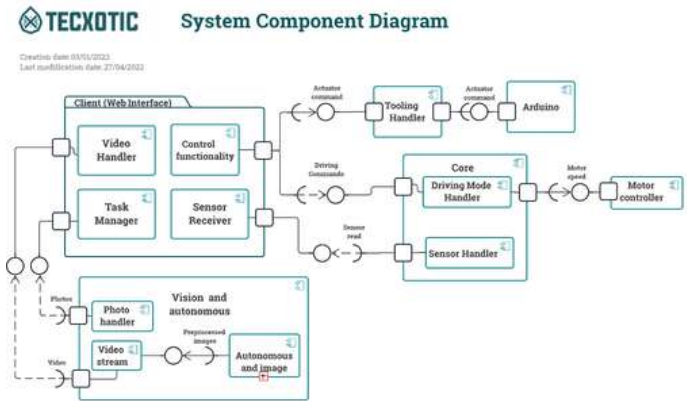 TECXOTIC
System Component Diagram
Creation date: 03/01/2022
Last modification date: 27/04/2022
Client (Web Interface)
Video
Handler
Control
functionality
Task
Manager
Sensor
Receiver
Actuator
command
Tooling
Handler
Actuator
command
Arduino
Driving
Commands
Core
Driving Mode
Handler
Motor
speed
Motor
controller
Sensor
read
Sensor Handler
Photos
Photo
handler
Vision and
autonomous
Video
Video
stream
Preprocessed
images
Autonomous
and image